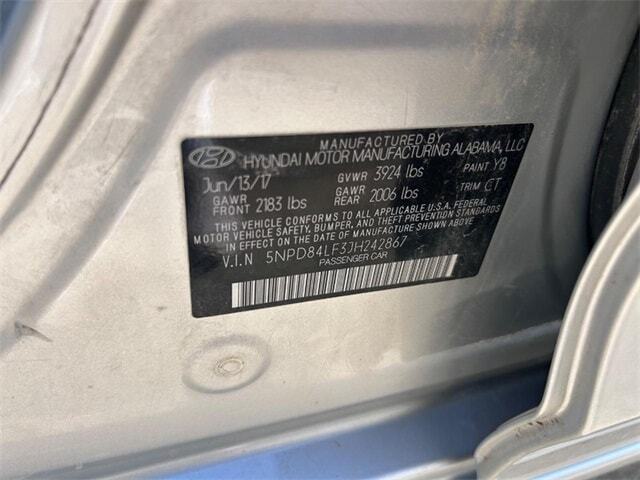 MANUFACTURED BY
HYUNDAI MOTOR MANUFACTURING ALABAMA, LLC
Jun/13/17 GVWR 3924 lbs PAINT Y8
GAWR FRONT 2183 lbs GAWR REAR 2006 lbs TRIM CT
THIS VEHICLE CONFORMS TO ALL APPLICABLE U.S.A. FEDERAL
MOTOR VEHICLE SAFETY, BUMPER, AND THEFT PREVENTION STANDARDS
IN EFFECT ON THE DATE OF MANUFACTURE SHOWN ABOVE
V.I.N 5NPD84LF3JH242867
PASSENGER CAR